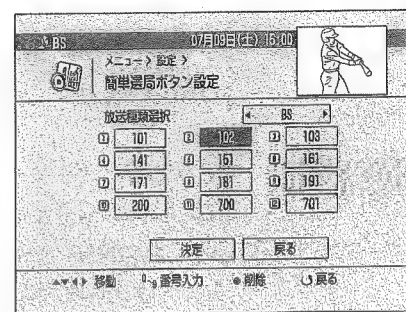 BS 07月09日(土) 15:00
メニュー > 設定 >
簡単選局ボタン設定
放送種類選択 ◀ BS ▶
1 101 2 102 3 103
4 141 5 151 6 161
7 171 8 181 9 191
10 200 11 700 12 701
決定 戻る
▲▼◀▶ 移動 0~9 番号入力 ● 削除 戻る